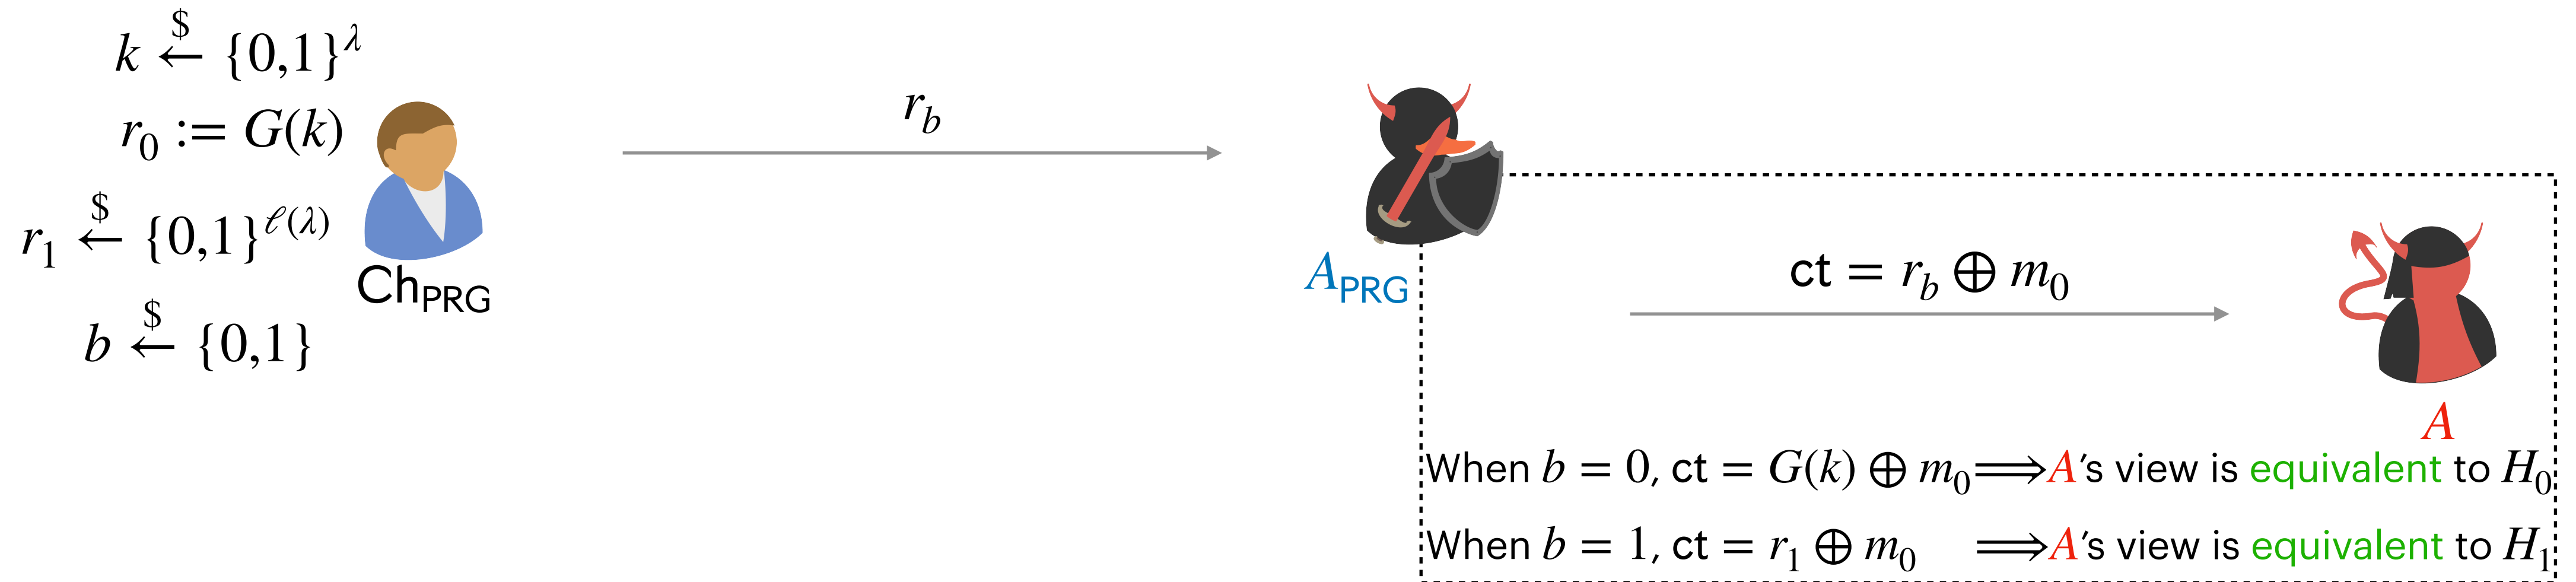 k $← {0,1}^λ
r_0 := G(k)
r_1 $← {0,1}^{ℓ(λ)}
b $← {0,1}
Ch_PRG
r_b
A_PRG
ct = r_b ⊕ m_0
A
When b = 0, ct = G(k) ⊕ m_0 ⟹ A's view is equivalent to H_0
When b = 1, ct = r_1 ⊕ m_0 ⟹ A's view is equivalent to H_1